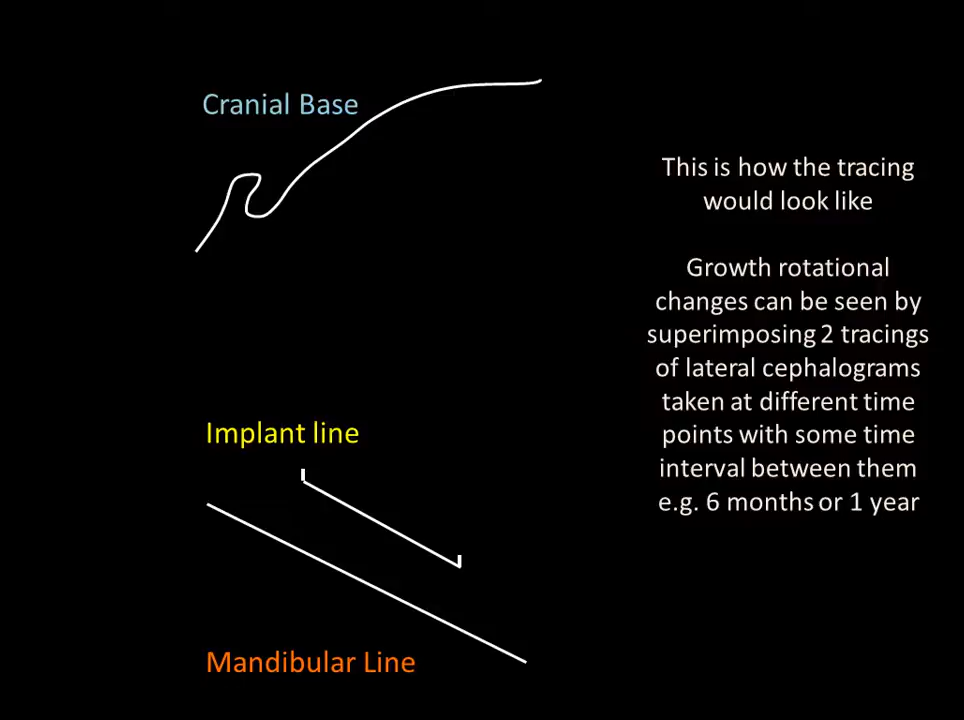 Cranial Base
This is how the tracing
would look like
Growth rotational
changes can be seen by
superimposing 2 tracings
of lateral cephalograms
taken at different time
points with some time
interval between them
e.g. 6 months or 1 year
Implant line
Mandibular Line